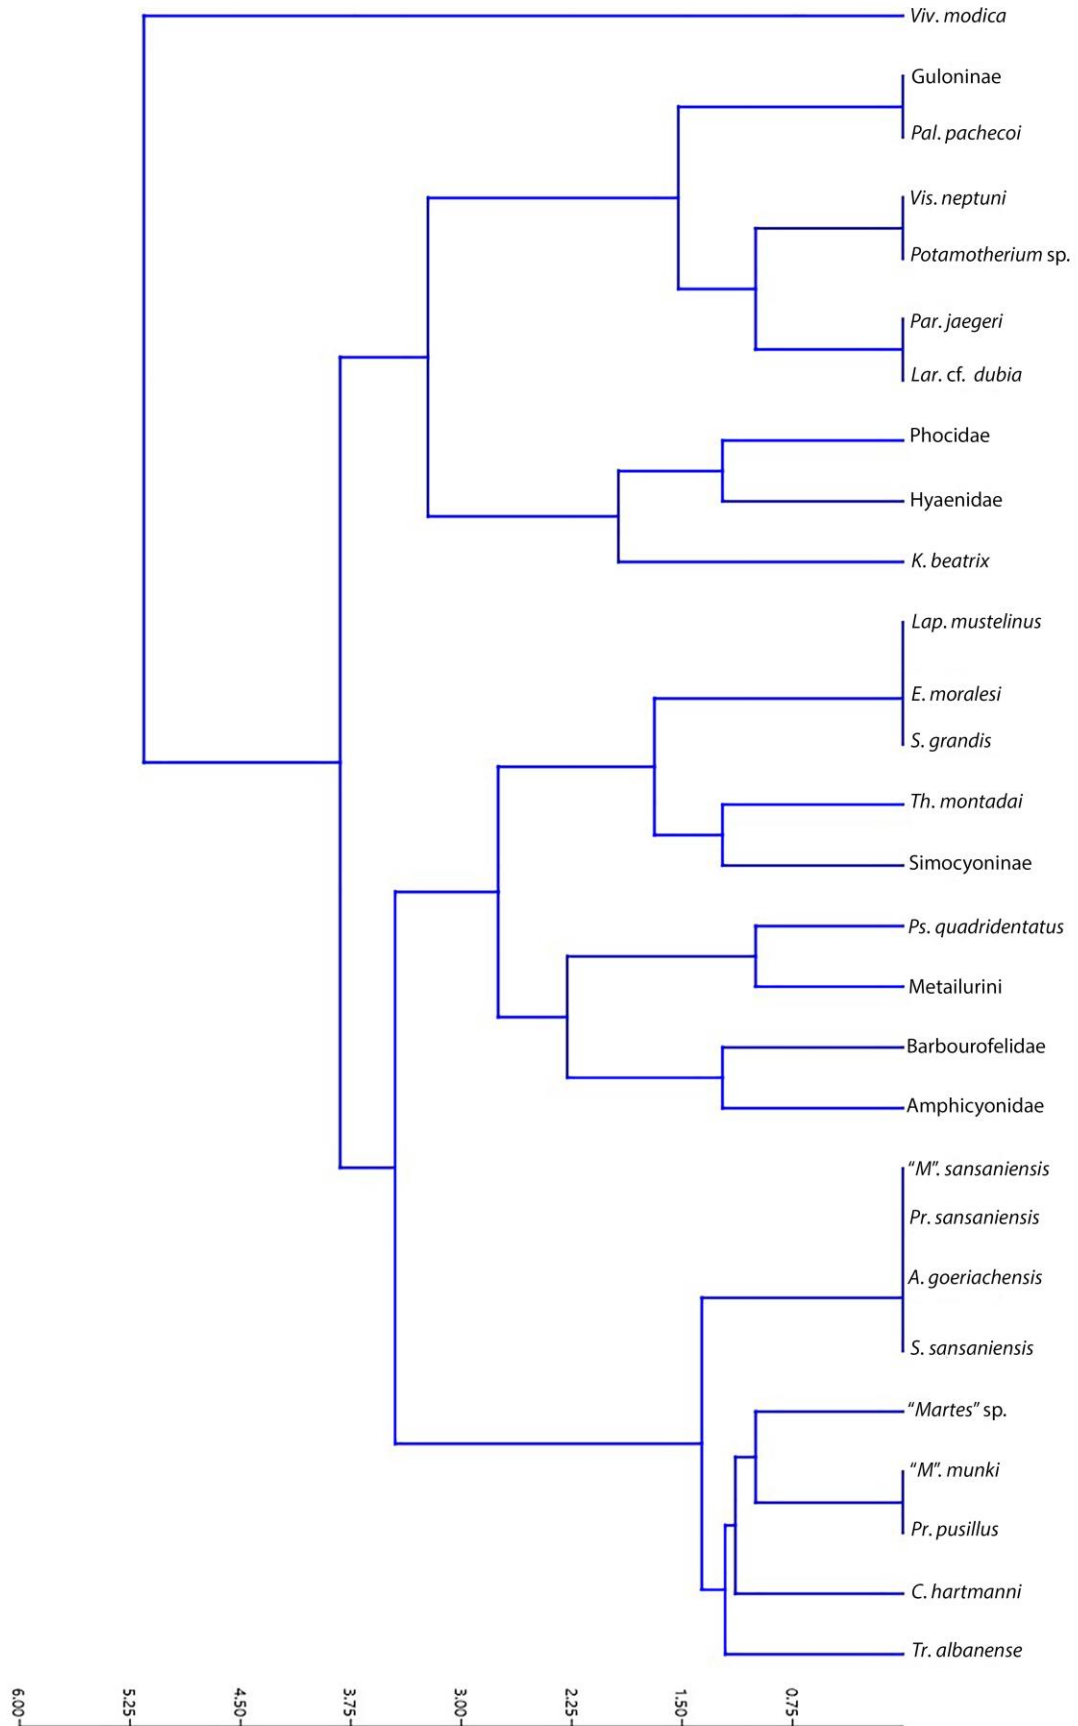 Viv. modica
Guloninae
Pal. pachecoi
Vis. neptuni
Potamotherium sp.
Par. jaegeri
Lar. cf. dubia
Phocidae
Hyaenidae
K. beatrix
Lap. mustelinus
E. moralesi
S. grandis
Th. montadai
Simocyoninae
Ps. quadridentatus
Metailurini
Barbourofelidae
Amphicyonidae
“M”. sansaniensis
Pr. sansaniensis
A. goeriachensis
S. sansaniensis
“Martes” sp.
“M”. munki
Pr. pusillus
C. hartmanni
Tr. albanense
6.00 5.25 4.50 3.75 3.00 2.25 1.50 0.75